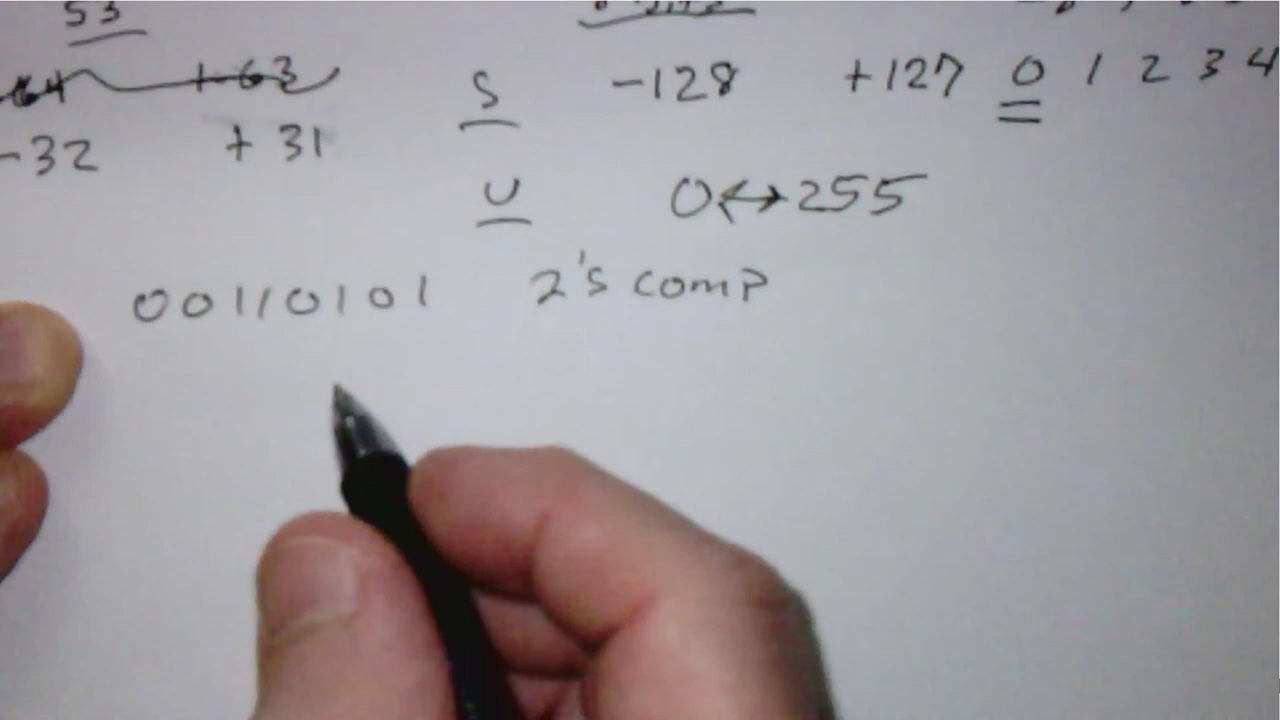 53
-64 +63
-32 +31
S -128 +127 0 1 2 3 4
U 0↔255
00110101 2's comp